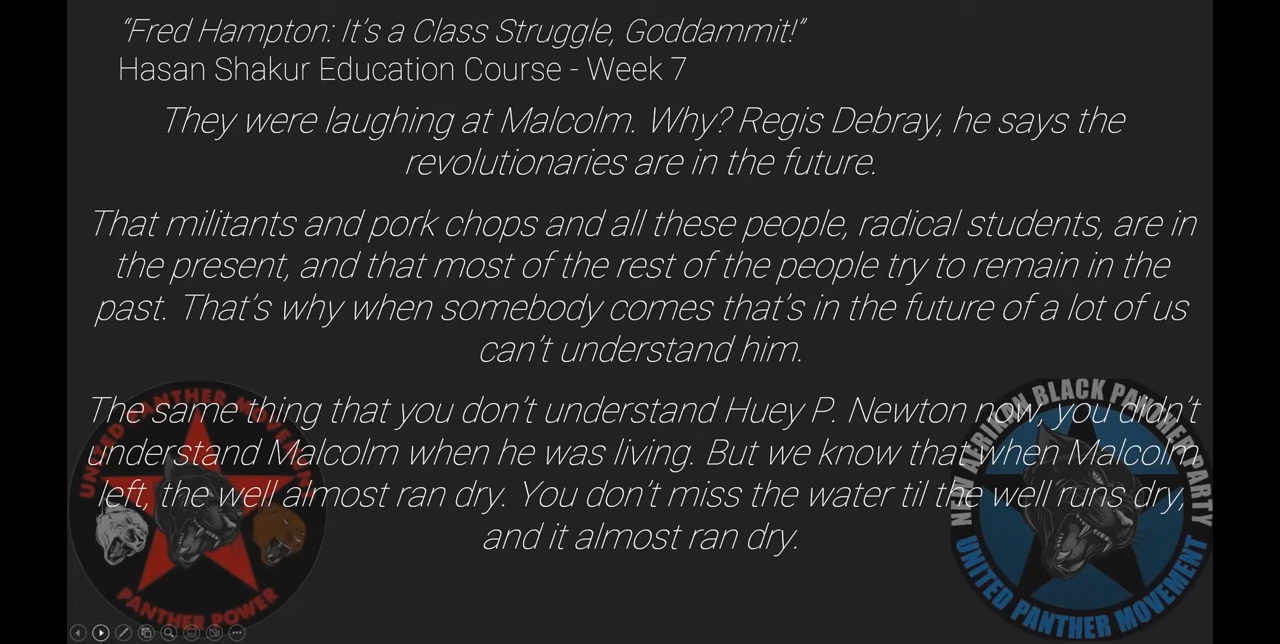 “Fred Hampton: It’s a Class Struggle, Goddammit!”
Hasan Shakur Education Course - Week 7
They were laughing at Malcolm. Why? Regis Debray, he says the
revolutionaries are in the future.
That militants and pork chops and all these people, radical students, are in
the present, and that most of the rest of the people try to remain in the
past. That’s why when somebody comes that’s in the future of a lot of us
can’t understand him.
The same thing that you don’t understand Huey P. Newton now, you didn’t
understand Malcolm when he was living. But we know that when Malcolm
left, the well almost ran dry. You don’t miss the water til the well runs dry,
and it almost ran dry.
UNITED PANTHER MOVEMENT
PANTHER POWER
NEW AFRIKAN BLACK PANTHER PARTY
UNITED PANTHER MOVEMENT